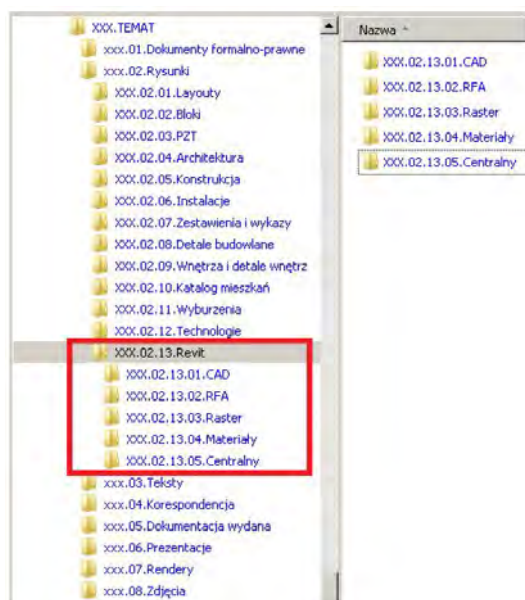 XXX.TEMAT
xxx.01.Dokumenty formalno-prawne
xxx.02.Rysunki
XXX.02.01.Layouty
XXX.02.02.Bloki
XXX.02.03.PZT
XXX.02.04.Architektura
XXX.02.05.Konstrukcja
XXX.02.06.Instalacje
XXX.02.07.Zestawienia i wykazy
XXX.02.08.Detale budowlane
XXX.02.09.Wnętrza i detale wnętrz
XXX.02.10.Katalog mieszkań
XXX.02.11.Wyburzenia
XXX.02.12.Technologie
XXX.02.13.Revit
XXX.02.13.01.CAD
XXX.02.13.02.RFA
XXX.02.13.03.Raster
XXX.02.13.04.Materiały
XXX.02.13.05.Centralny
xxx.03.Teksty
xxx.04.Korespondencja
xxx.05.Dokumentacja wydana
xxx.06.Prezentacje
xxx.07.Rendery
xxx.08.Zdjęcia
Nazwa
XXX.02.13.01.CAD
XXX.02.13.02.RFA
XXX.02.13.03.Raster
XXX.02.13.04.Materiały
XXX.02.13.05.Centralny